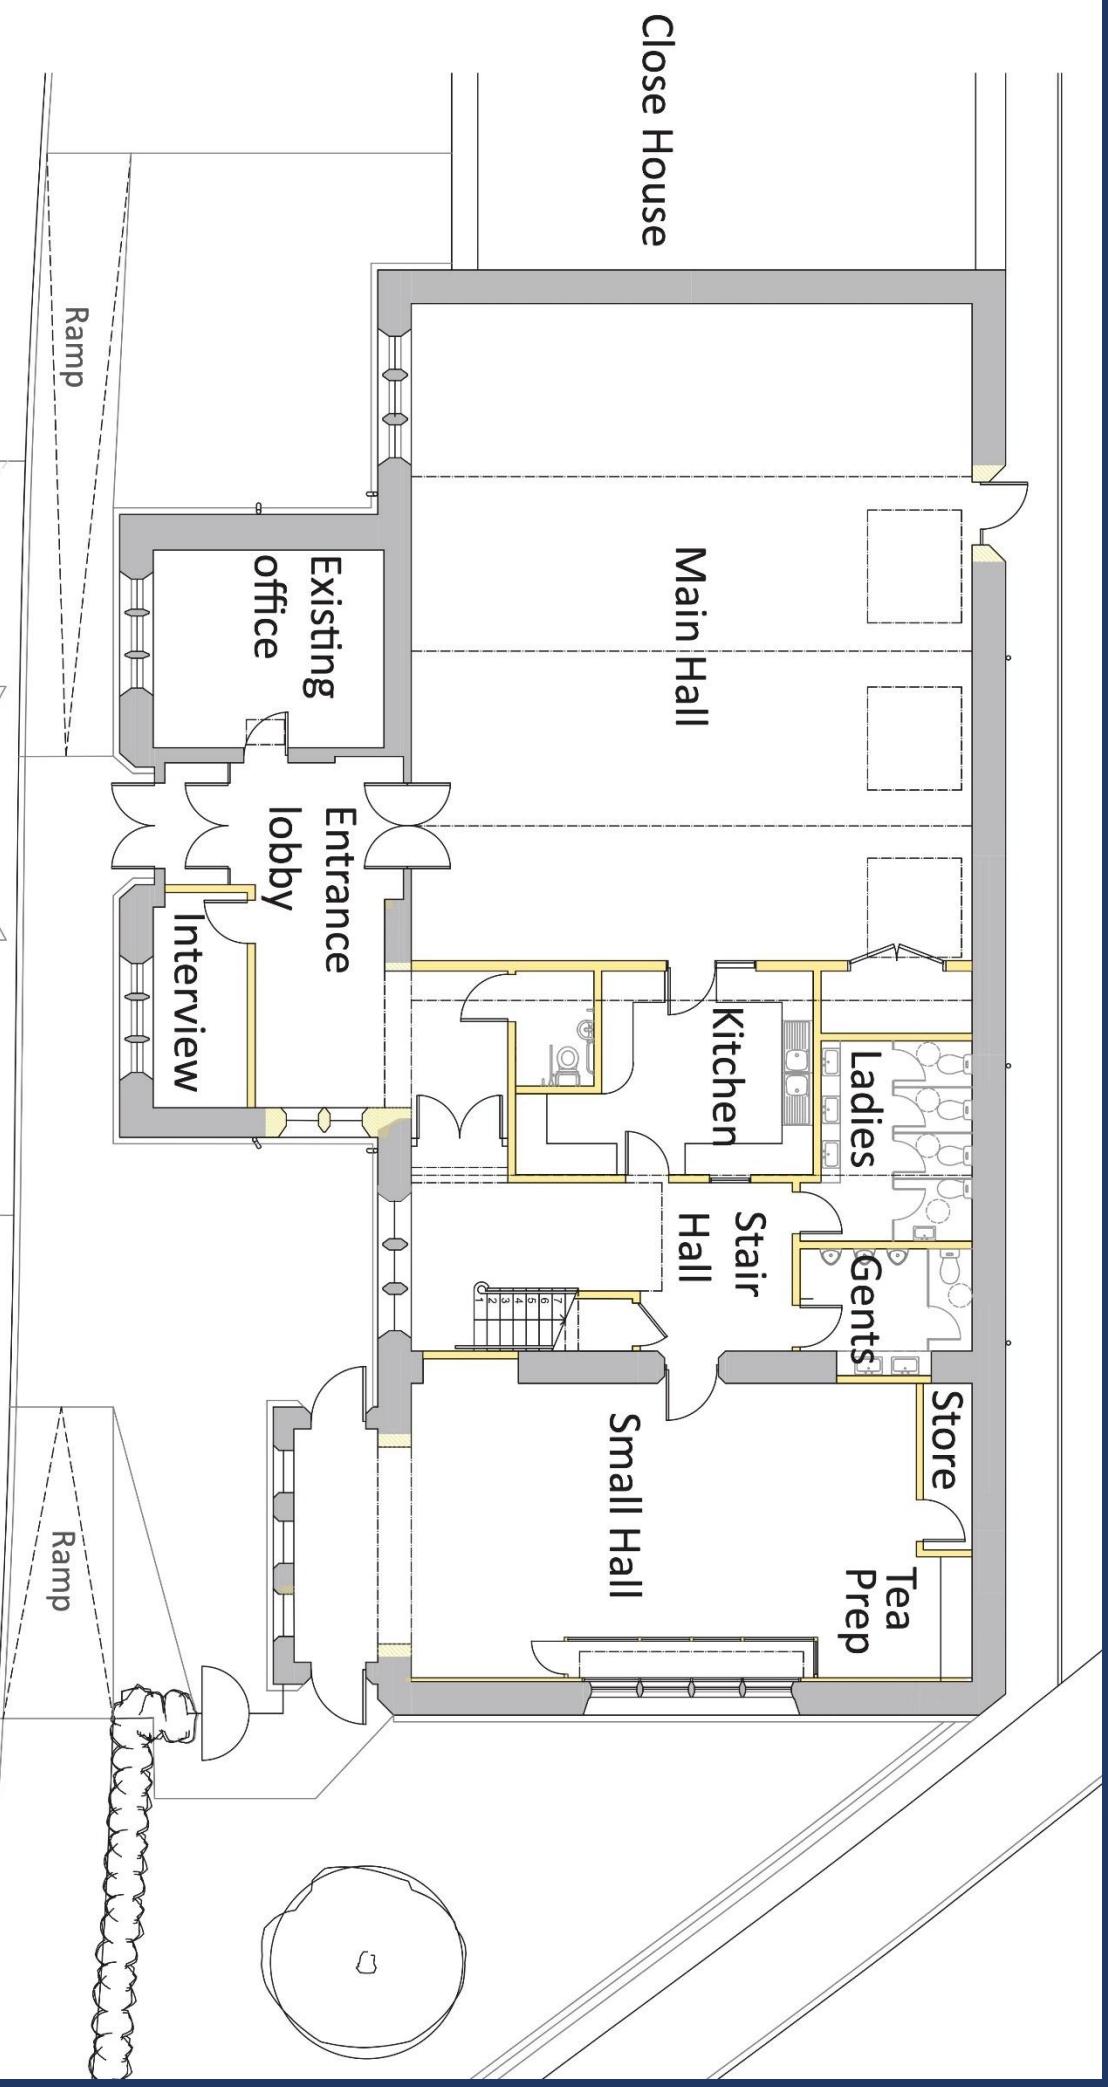 Close House
Ramp
Main Hall
Existing
office
Entrance
lobby
Interview
Kitchen
Ladies
Stair
Hall
Gents
1
2
3
4
5
6
7
Store
Small Hall
Tea
Prep
Ramp